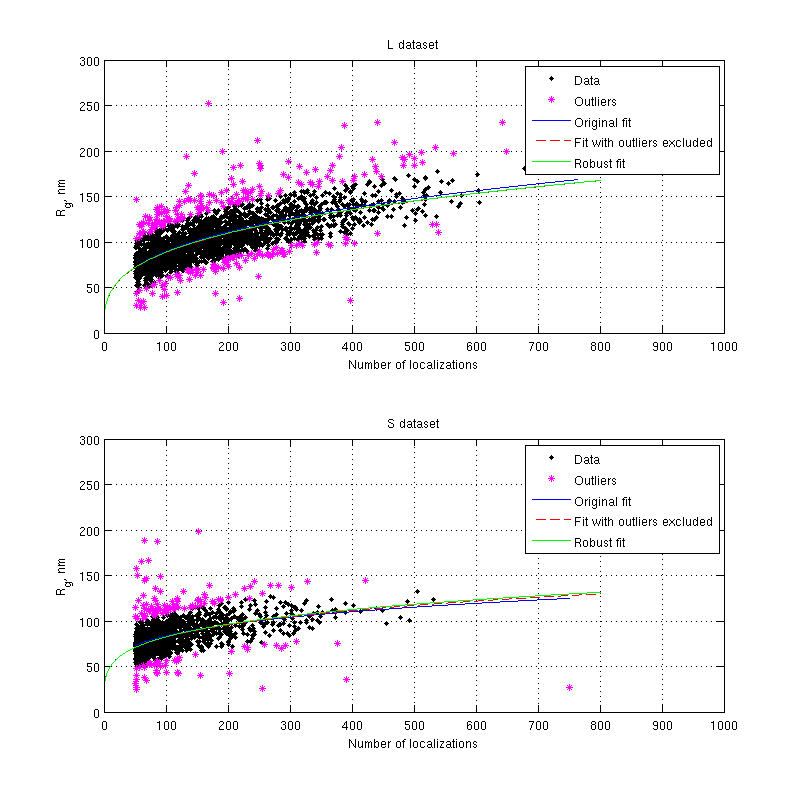 L dataset
300
250
200
150
100
50
0
Rg, nm
Data
Outliers
Original fit
Fit with outliers excluded
Robust fit
0 100 200 300 400 500 600 700 800 900 1000
Number of localizations
S dataset
300
250
200
150
100
50
0
Rg, nm
Data
Outliers
Original fit
Fit with outliers excluded
Robust fit
0 100 200 300 400 500 600 700 800 900 1000
Number of localizations